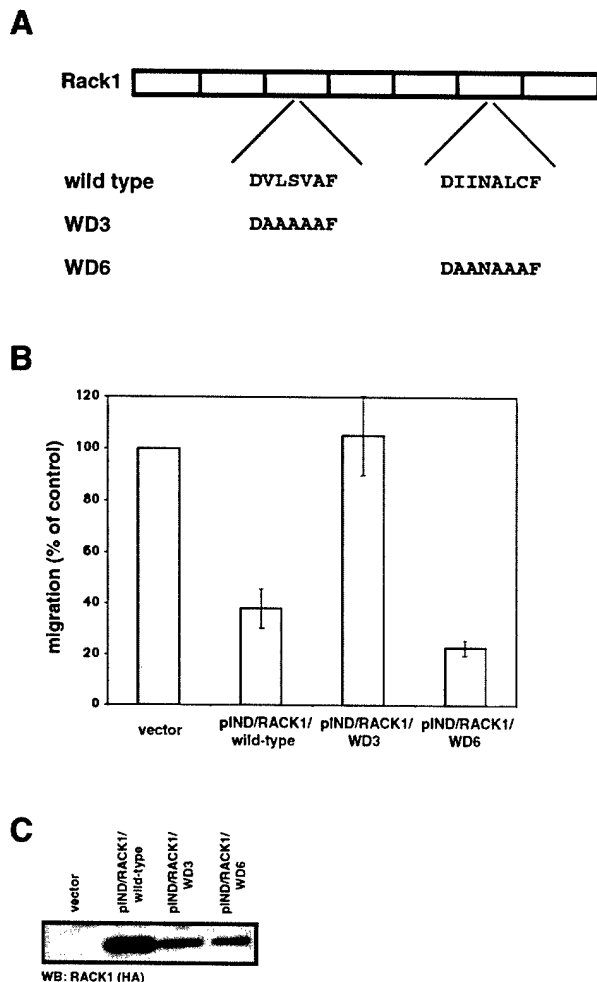 A
Rack1
wild type DVLSVAF DIINALCF
WD3 DAAAAAF
WD6 DAANAAAF
B
120
100
80
60
40
20
0
migration (% of control)
vector
pIND/RACK1/
wild-type
pIND/RACK1/
WD3
pIND/RACK1/
WD6
C
vector
pIND/RACK1/
wild-type
pIND/RACK1/
WD3
pIND/RACK1/
WD6
WB: RACK1 (HA)